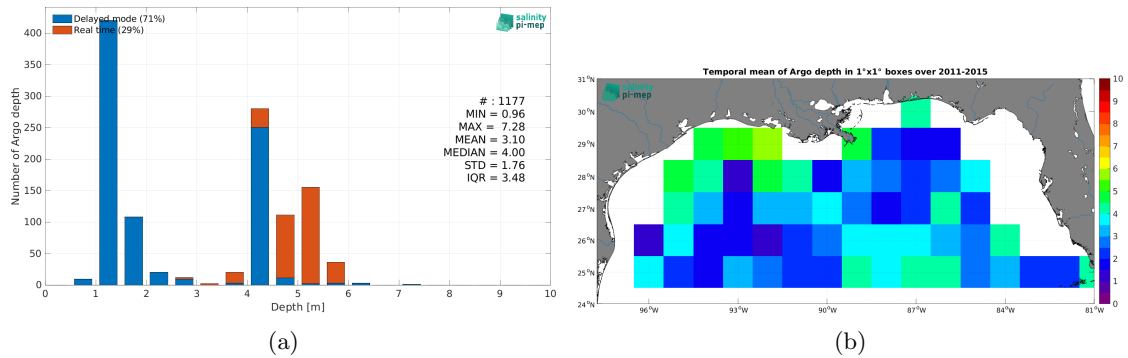 Delayed mode (71%)
Real time (29%)
salinity
pi-mep
400
350
300
250
200
150
100
50
0
Number of Argo depth
# : 1177
MIN = 0.96
MAX = 7.28
MEAN = 3.10
MEDIAN = 4.00
STD = 1.76
IQR = 3.48
0 1 2 3 4 5 6 7 8 9 10
Depth [m]
(a)
Temporal mean of Argo depth in 1°x1° boxes over 2011-2015
salinity
pi-mep
31°N
30°N
29°N
28°N
27°N
26°N
25°N
24°N
96°W 93°W 90°W 87°W 84°W 81°W
10
9
8
7
6
5
4
3
2
1
0
(b)